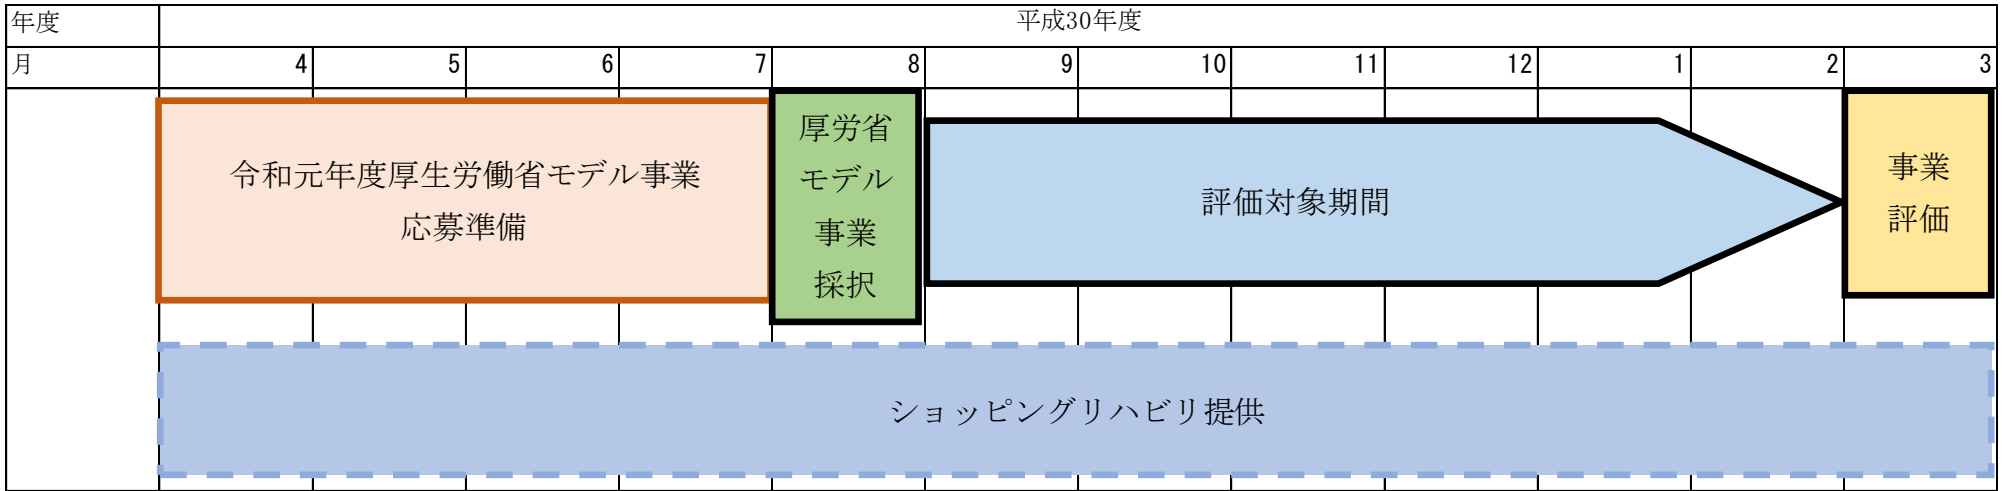 年度 平成30年度
月 4 5 6 7 8 9 10 11 12 1 2 3
令和元年度厚生労働省モデル事業
応募準備
厚労省
モデル
事業
採択
評価対象期間
事業
評価
ショッピングリハビリ提供